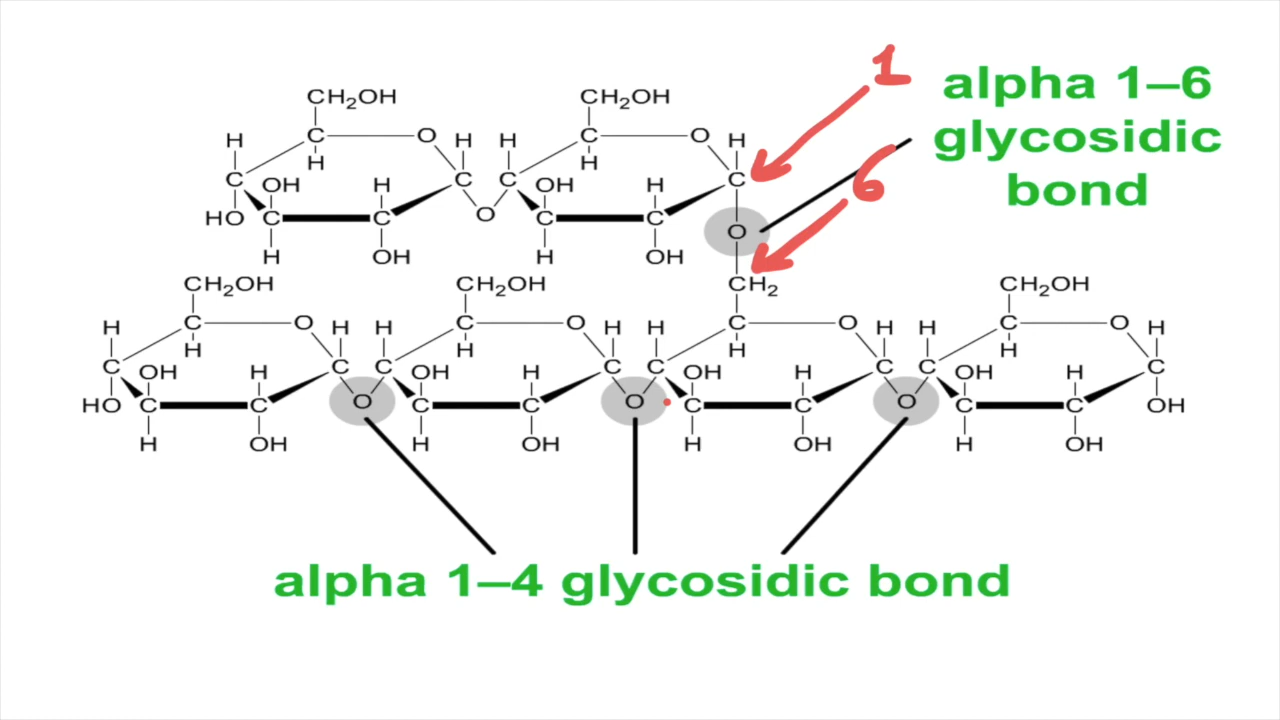 1
alpha 1–6
glycosidic
bond
6
CH2OH CH2OH
H C O H H C O H
H H
C OH H C C OH H C
HO C C O C C O
H OH H OH
CH2OH CH2OH CH2 CH2OH
H C O H H C O H H C O H H C O H
H H H H
C OH H C C OH H C C OH H C C OH H C
HO C C O C C O C C O C C OH
H OH H OH H OH H OH
alpha 1–4 glycosidic bond